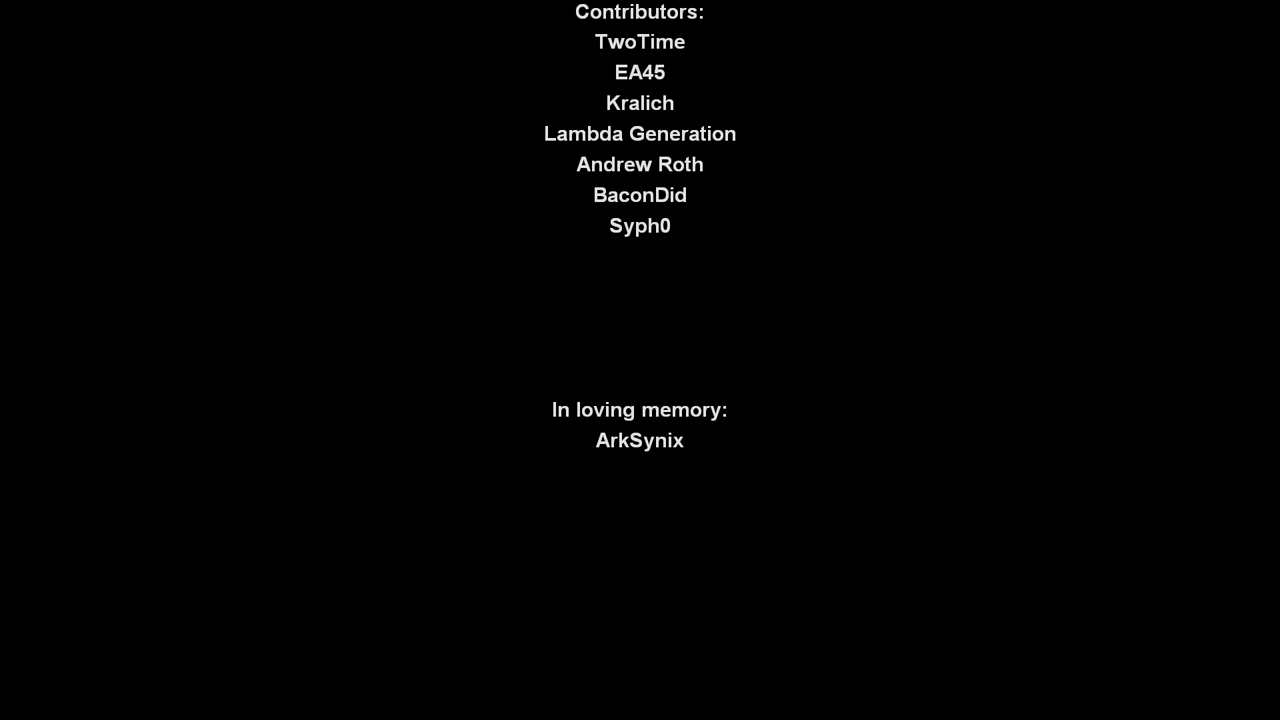 Contributors:
TwoTime
EA45
Kralich
Lambda Generation
Andrew Roth
BaconDid
Syph0
In loving memory:
ArkSynix